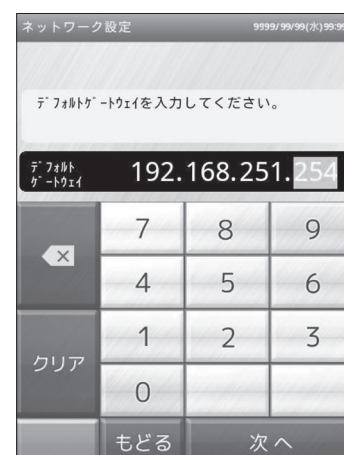 ネットワーク設定 9999/99/99(水)99:99
ﾃﾞﾌｫﾙﾄｹﾞｰﾄｳｪｲを入力してください。
ﾃﾞﾌｫﾙﾄ
ｹﾞｰﾄｳｪｲ
192.168.251.254
7 8 9
4 5 6
クリア
1 2 3
0
もどる 次へ